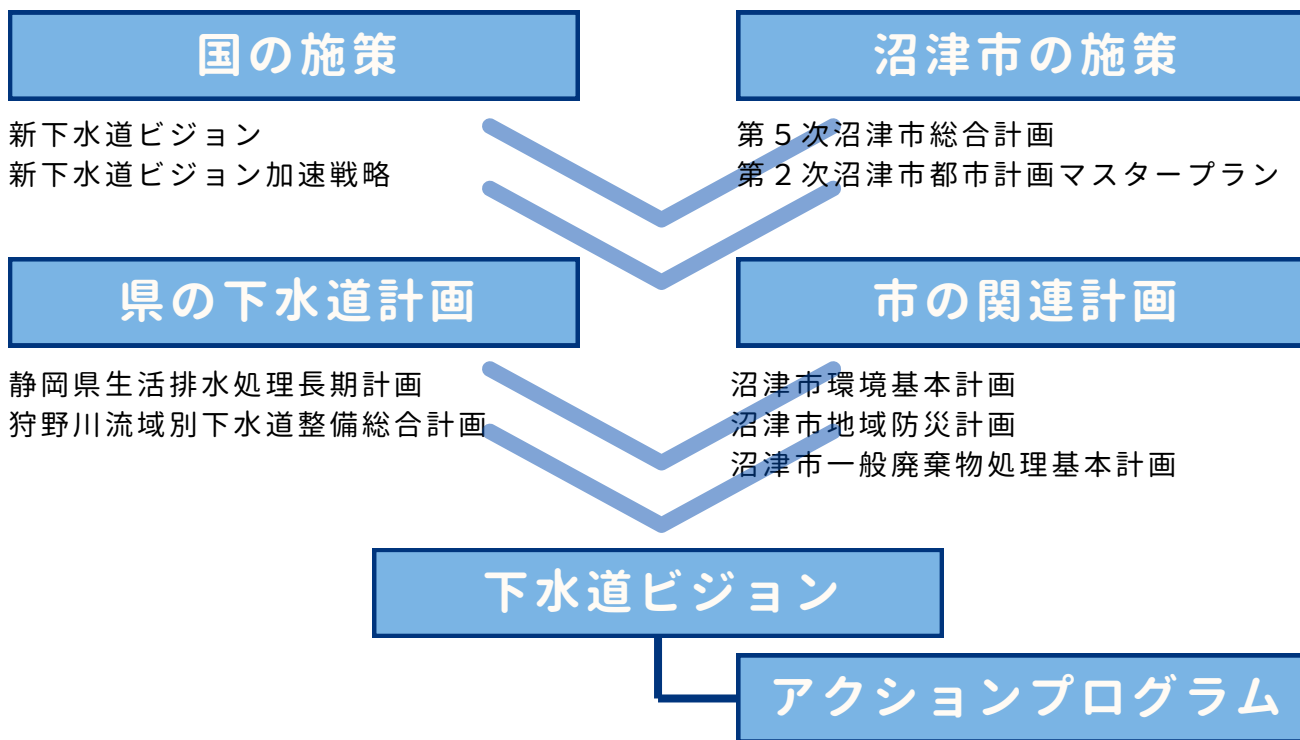 国の施策
新下水道ビジョン
新下水道ビジョン加速戦略
沼津市の施策
第５次沼津市総合計画
第２次沼津市都市計画マスタープラン
県の下水道計画
静岡県生活排水処理長期計画
狩野川流域別下水道整備総合計画
市の関連計画
沼津市環境基本計画
沼津市地域防災計画
沼津市一般廃棄物処理基本計画
下水道ビジョン
アクションプログラム